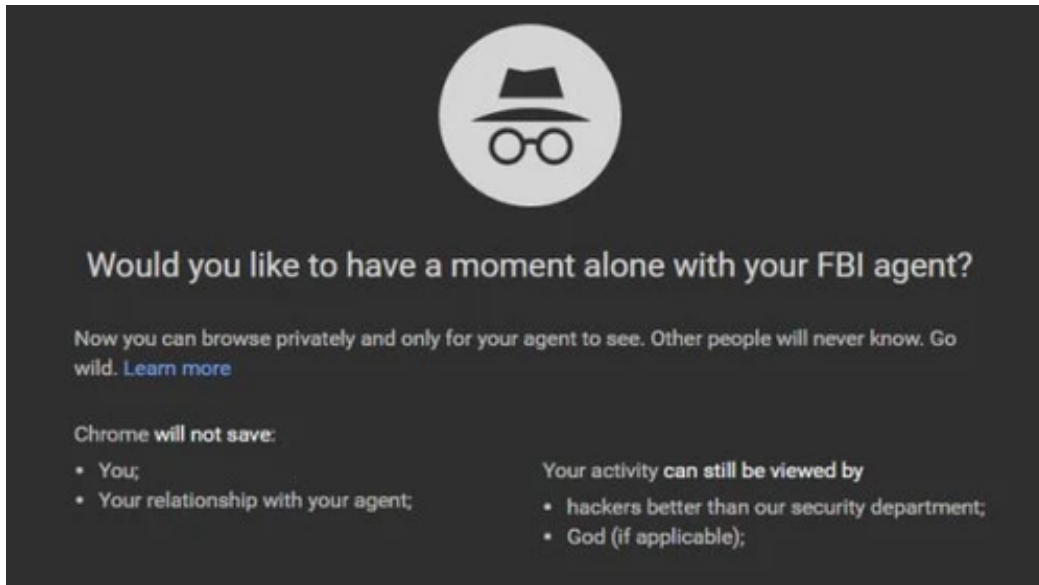 Would you like to have a moment alone with your FBI agent?
Now you can browse privately and only for your agent to see. Other people will never know. Go
wild. Learn more
Chrome will not save:
• You;
• Your relationship with your agent;
Your activity can still be viewed by
• hackers better than our security department;
• God (if applicable);